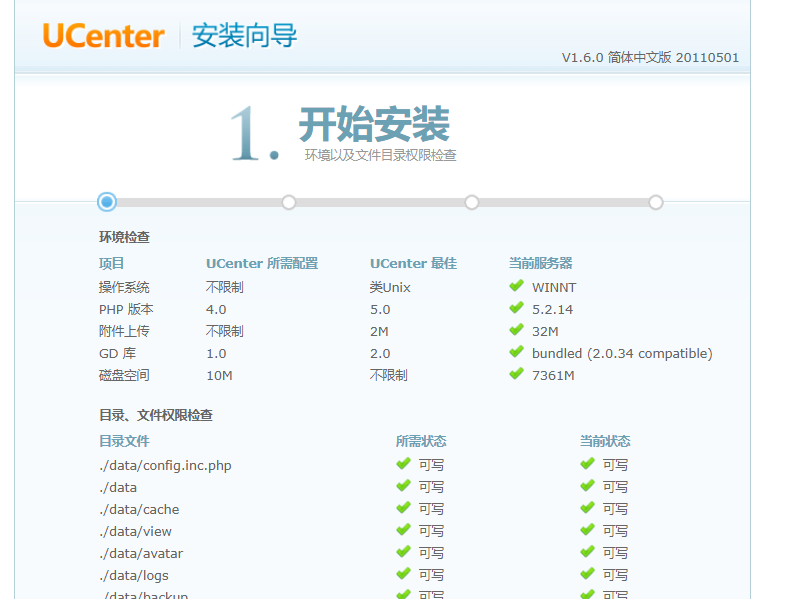 UCenter 安装向导
V1.6.0 简体中文版 20110501
1. 开始安装
环境以及文件目录权限检查
环境检查
项目 UCenter 所需配置 UCenter 最佳 当前服务器
操作系统 不限制 类Unix WINNT
PHP 版本 4.0 5.0 5.2.14
附件上传 不限制 2M 32M
GD 库 1.0 2.0 bundled (2.0.34 compatible)
磁盘空间 10M 不限制 7361M
目录、文件权限检查
目录文件 所需状态 当前状态
./data/config.inc.php 可写 可写
./data 可写 可写
./data/cache 可写 可写
./data/view 可写 可写
./data/avatar 可写 可写
./data/logs 可写 可写
./data/backup 可写 可写